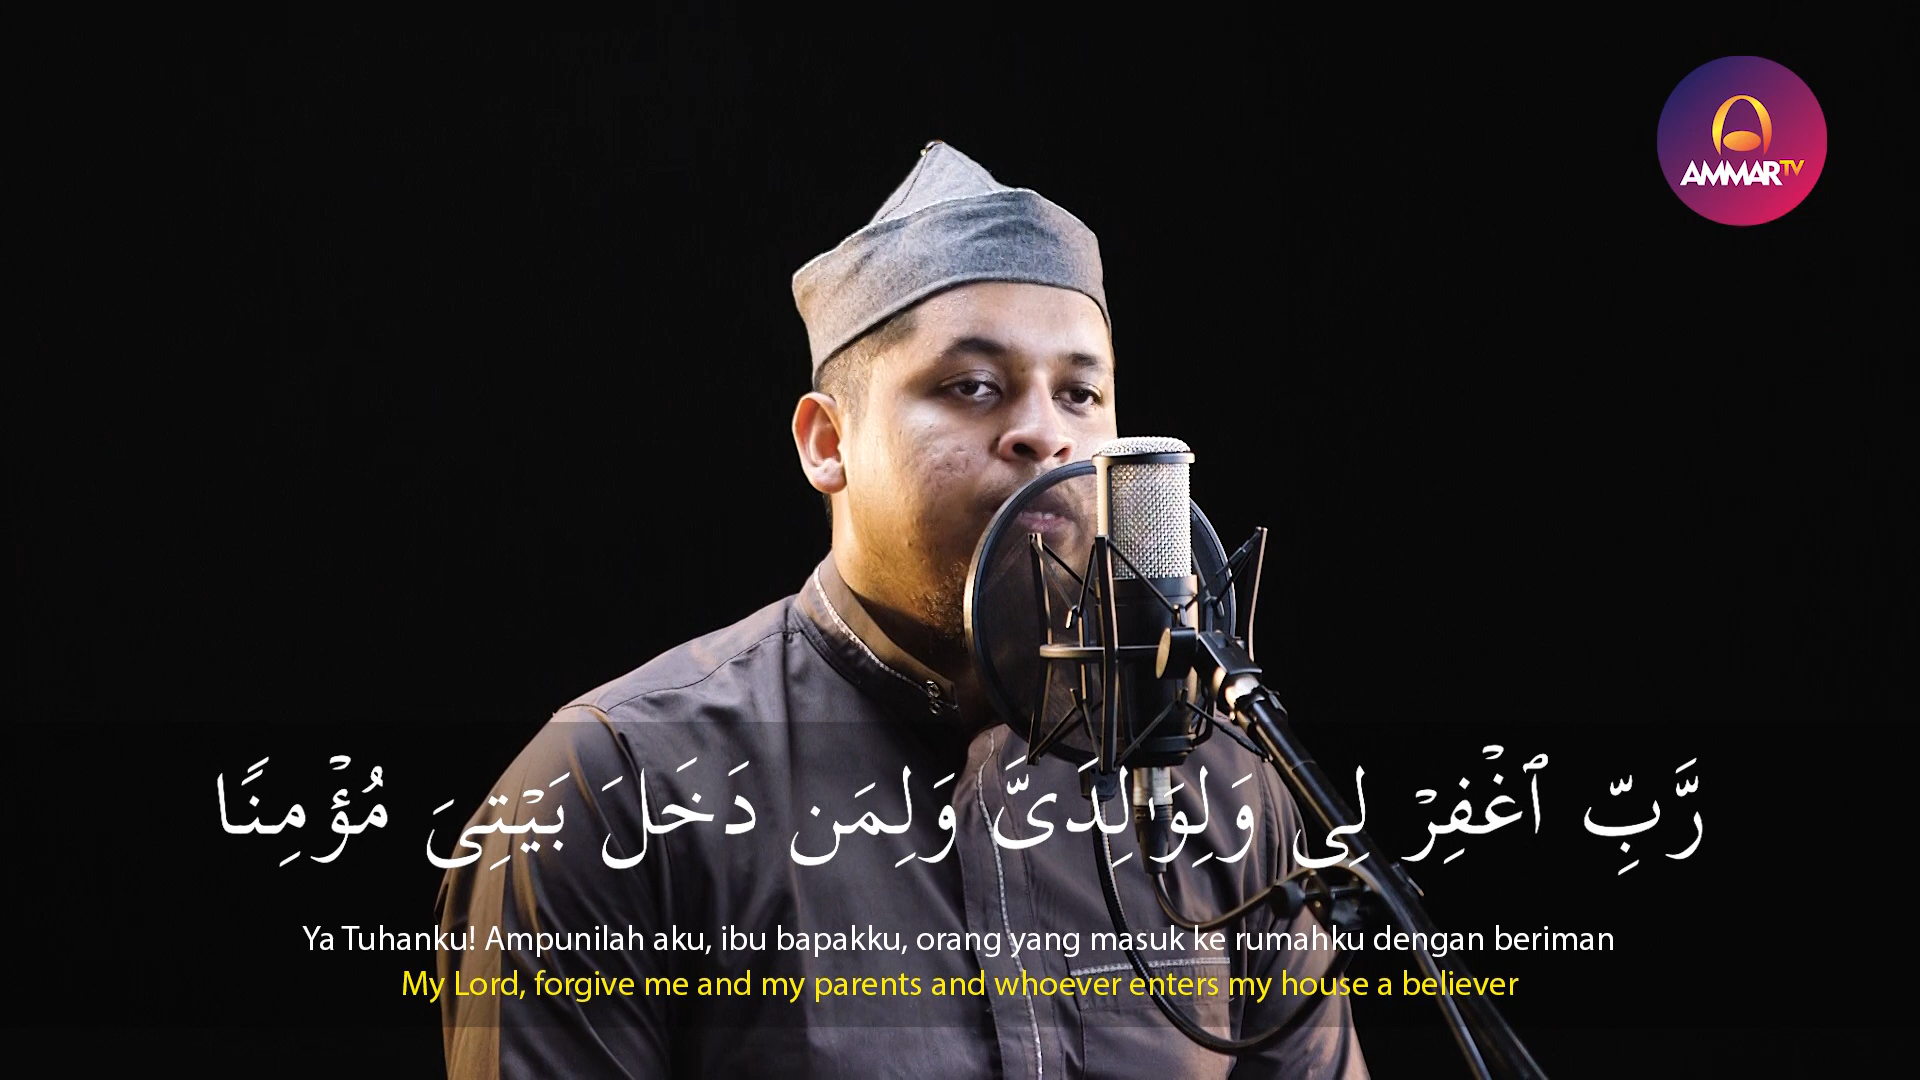 AMMARTV
رَّبِّ ٱغْفِرْ لِى وَلِوَٰلِدَىَّ وَلِمَن دَخَلَ بَيْتِىَ مُؤْمِنًا
Ya Tuhanku! Ampunilah aku, ibu bapakku, orang yang masuk ke rumahku dengan beriman
My Lord, forgive me and my parents and whoever enters my house a believer